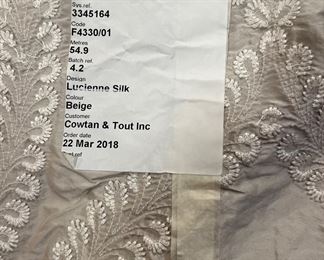 Sys ref.
3345164
Code
F4330/01
Metres
54.9
Batch ref.
4.2
Design
Lucienne Silk
Colour
Beige
Customer
Cowtan & Tout Inc
Order date
22 Mar 2018
ref